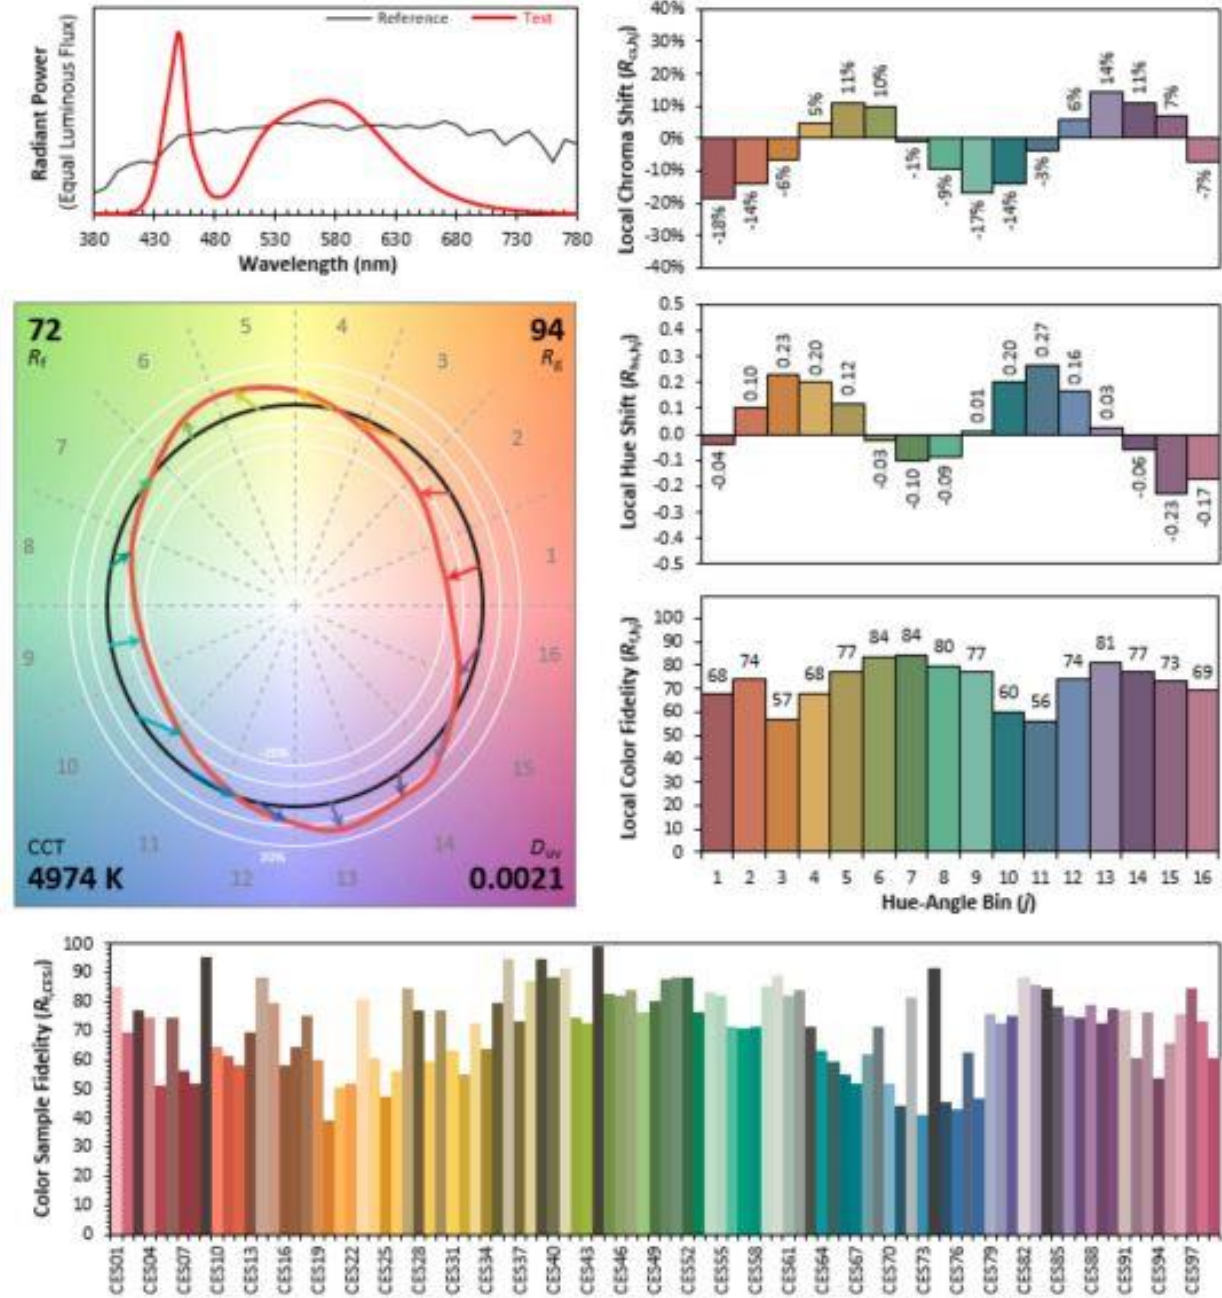 Radiant Power
(Equal Luminous Flux)
Reference
Test
380 430 480 530 580 630 680 730 780
Wavelength (nm)
Local Chroma Shift (Rcs,hj)
40%
30%
20%
10%
0%
-10%
-20%
-30%
-40%
-18%
-14%
-6%
5%
11%
10%
-1%
-9%
-17%
-14%
-3%
6%
14%
11%
7%
-7%
72
Rf
94
Rg
CCT
4974 K
Duv
0.0021
1
2
3
4
5
6
7
8
9
10
11
12
13
14
15
16
-20%
20%
Local Hue Shift (Rhs,hj)
0.5
0.4
0.3
0.2
0.1
0.0
-0.1
-0.2
-0.3
-0.4
-0.5
-0.04
0.10
0.23
0.20
0.12
-0.03
-0.10
-0.09
0.01
0.20
0.27
0.16
0.03
-0.06
-0.23
-0.17
Local Color Fidelity (Rf,hj)
100
90
80
70
60
50
40
30
20
10
0
68 74 57 68 77 84 84 80 77 60 56 74 81 77 73 69
1 2 3 4 5 6 7 8 9 10 11 12 13 14 15 16
Hue-Angle Bin (j)
Color Sample Fidelity (Rf,CESi)
100
90
80
70
60
50
40
30
20
10
0
CES01
CES04
CES07
CES10
CES13
CES16
CES19
CES22
CES25
CES28
CES31
CES34
CES37
CES40
CES43
CES46
CES49
CES52
CES55
CES58
CES61
CES64
CES67
CES70
CES73
CES76
CES79
CES82
CES85
CES88
CES91
CES94
CES97